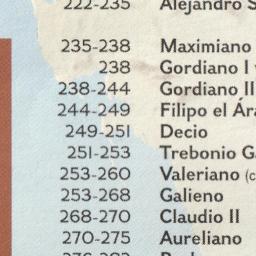 222-235 Alejandro S
235-238 Maximiano
238 Gordiano I
238-244 Gordiano II
244-249 Filipo el Ár
249-251 Decio
251-253 Trebonio G
253-260 Valeriano (c
253-268 Galieno
268-270 Claudio II
270-275 Aureliano